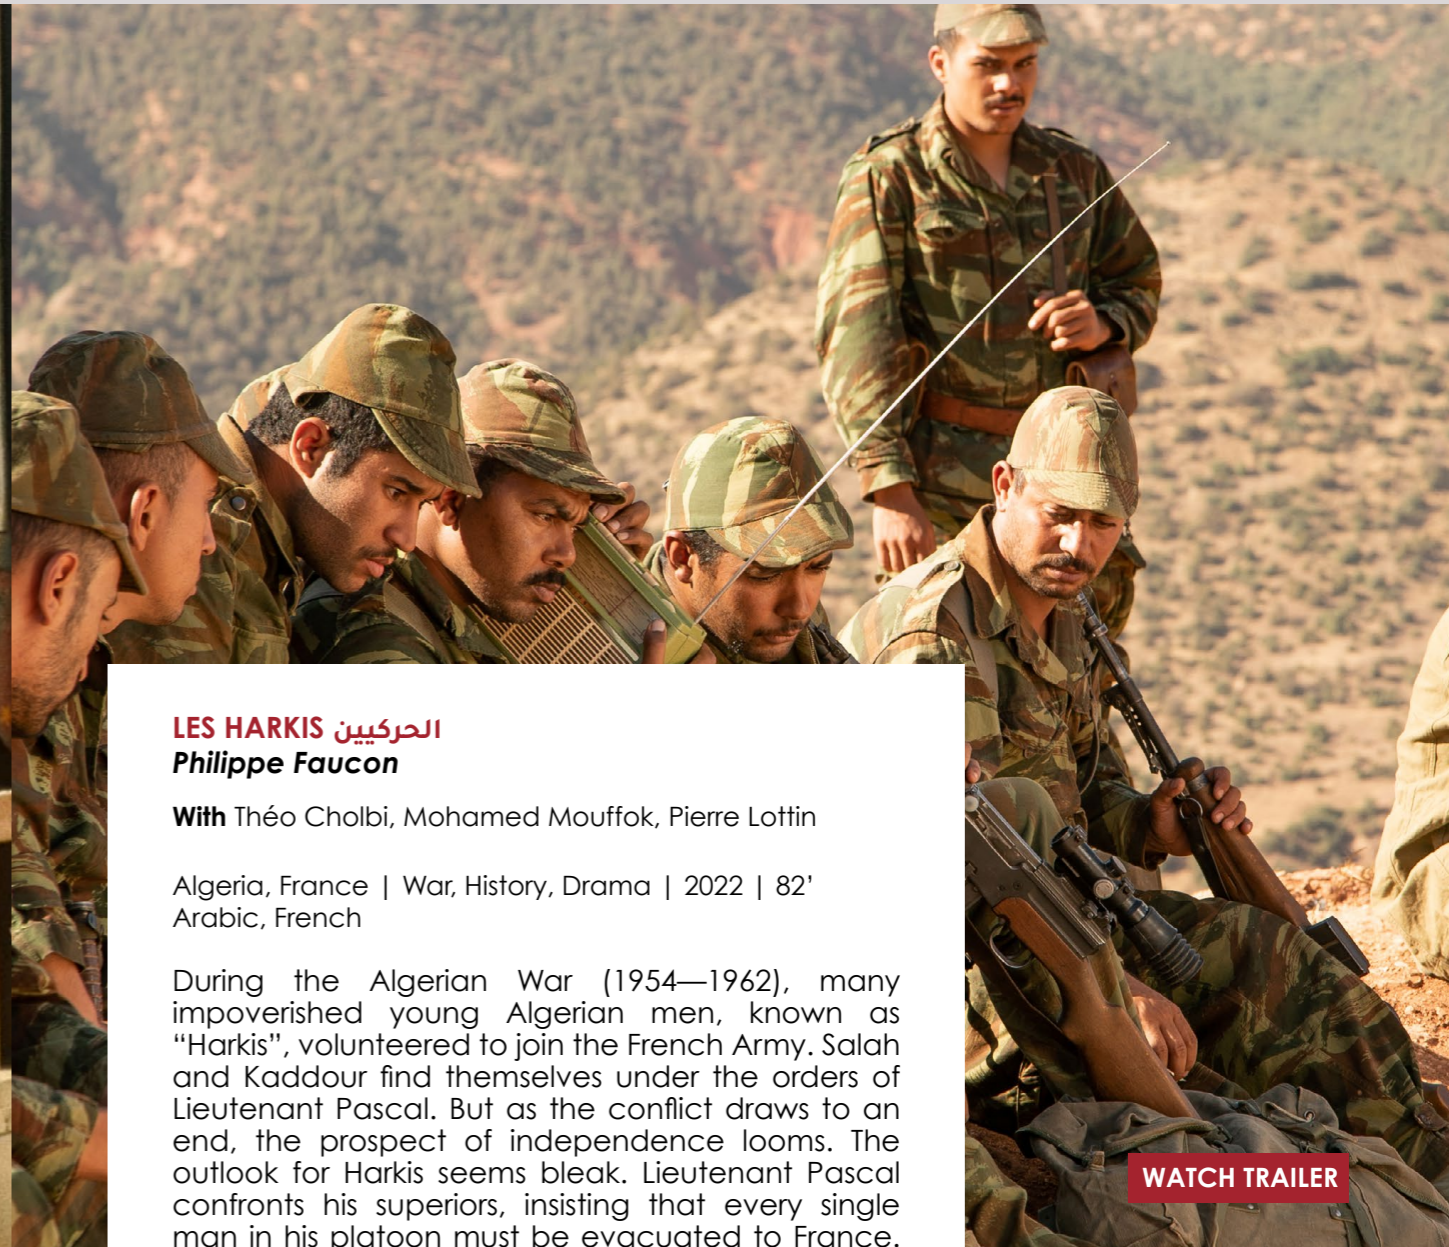 LES HARKIS الحركيين
Philippe Faucon
With Théo Cholbi, Mohamed Mouffok, Pierre Lottin
Algeria, France | War, History, Drama | 2022 | 82’
Arabic, French
During the Algerian War (1954—1962), many
impoverished young Algerian men, known as
“Harkis”, volunteered to join the French Army. Salah
and Kaddour find themselves under the orders of
Lieutenant Pascal. But as the conflict draws to an
end, the prospect of independence looms. The
outlook for Harkis seems bleak. Lieutenant Pascal
confronts his superiors, insisting that every single
man in his platoon must be evacuated to France.
WATCH TRAILER